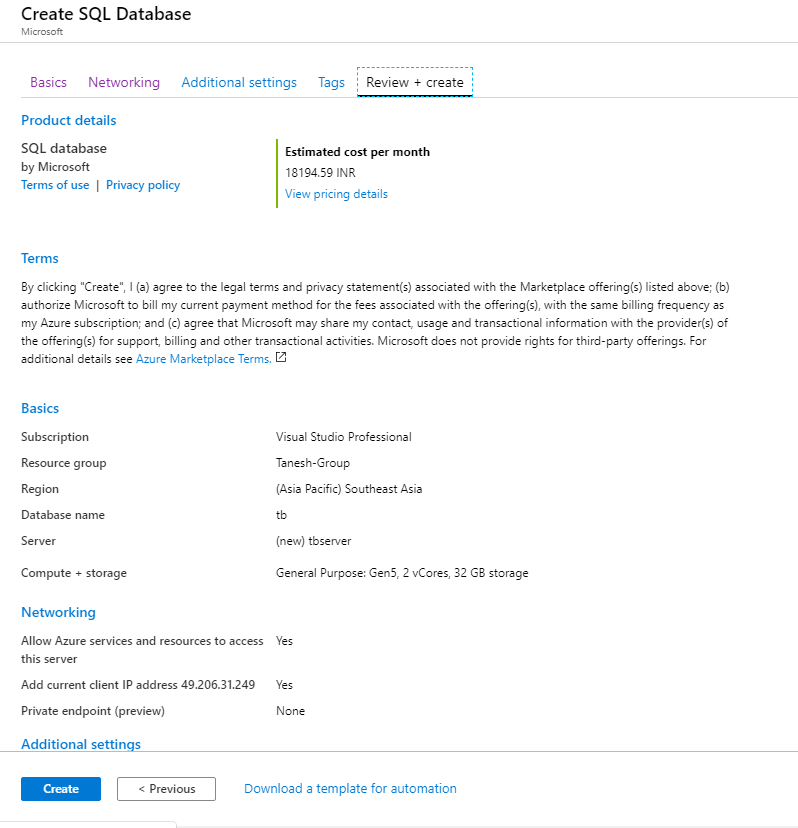 Create SQL Database
Microsoft
Basics Networking Additional settings Tags Review + create
Product details
SQL database
by Microsoft
Terms of use | Privacy policy
Estimated cost per month
18194.59 INR
View pricing details
Terms
By clicking "Create", I (a) agree to the legal terms and privacy statement(s) associated with the Marketplace offering(s) listed above; (b)
authorize Microsoft to bill my current payment method for the fees associated with the offering(s), with the same billing frequency as
my Azure subscription; and (c) agree that Microsoft may share my contact, usage and transactional information with the provider(s) of
the offering(s) for support, billing and other transactional activities. Microsoft does not provide rights for third-party offerings. For
additional details see Azure Marketplace Terms.
Basics
Subscription Visual Studio Professional
Resource group Tanesh-Group
Region (Asia Pacific) Southeast Asia
Database name tb
Server (new) tbserver
Compute + storage General Purpose: Gen5, 2 vCores, 32 GB storage
Networking
Allow Azure services and resources to access Yes
this server
Add current client IP address 49.206.31.249 Yes
Private endpoint (preview) None
Additional settings
Create < Previous Download a template for automation